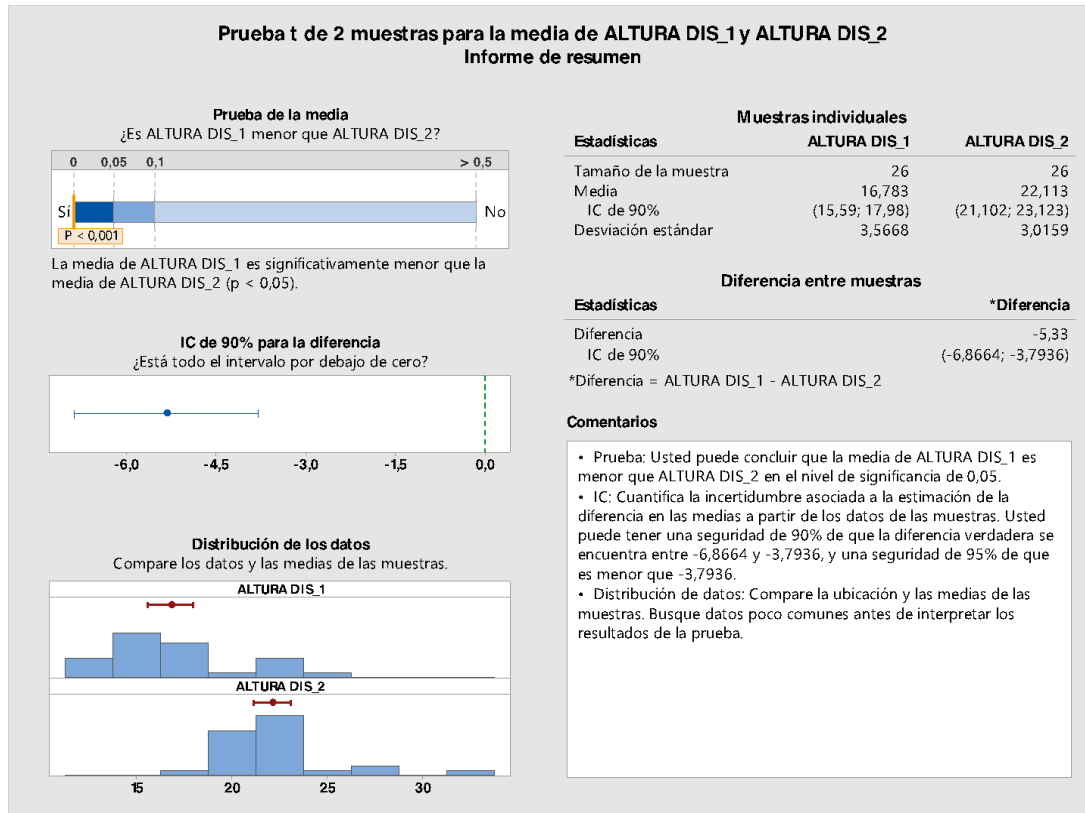 Prueba t de 2 muestras para la media de ALTURA DIS_1 y ALTURA DIS_2
Informe de resumen
Prueba de la media
¿Es ALTURA DIS_1 menor que ALTURA DIS_2?
0 0,05 0,1 > 0,5
Sí No
P < 0,001
La media de ALTURA DIS_1 es significativamente menor que la
media de ALTURA DIS_2 (p < 0,05).
IC de 90% para la diferencia
¿Está todo el intervalo por debajo de cero?
-6,0 -4,5 -3,0 -1,5 0,0
Distribución de los datos
Compare los datos y las medias de las muestras.
ALTURA DIS_1
ALTURA DIS_2
15 20 25 30
Muestras individuales
Estadísticas ALTURA DIS_1 ALTURA DIS_2
Tamaño de la muestra 26 26
Media 16,783 22,113
IC de 90% (15,59; 17,98) (21,102; 23,123)
Desviación estándar 3,5668 3,0159
Diferencia entre muestras
Estadísticas *Diferencia
Diferencia -5,33
IC de 90% (-6,8664; -3,7936)
*Diferencia = ALTURA DIS_1 - ALTURA DIS_2
Comentarios
• Prueba: Usted puede concluir que la media de ALTURA DIS_1 es
menor que ALTURA DIS_2 en el nivel de significancia de 0,05.
• IC: Cuantifica la incertidumbre asociada a la estimación de la
diferencia en las medias a partir de los datos de las muestras. Usted
puede tener una seguridad de 90% de que la diferencia verdadera se
encuentra entre -6,8664 y -3,7936, y una seguridad de 95% de que
es menor que -3,7936.
• Distribución de datos: Compare la ubicación y las medias de las
muestras. Busque datos poco comunes antes de interpretar los
resultados de la prueba.